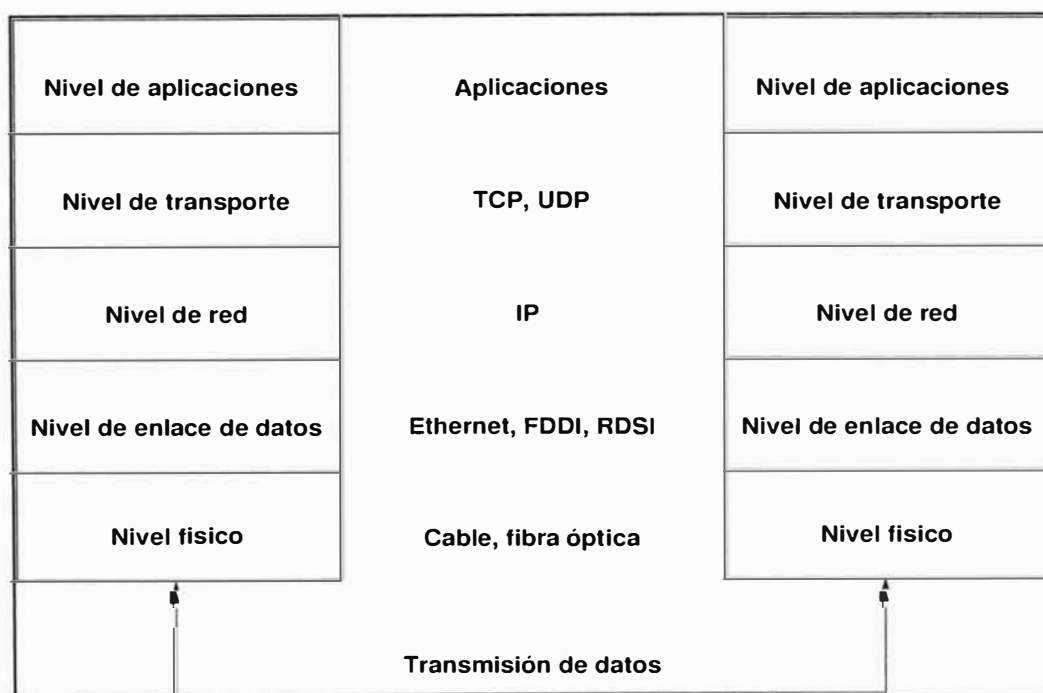 Nivel de aplicaciones
Aplicaciones
Nivel de aplicaciones
Nivel de transporte
TCP, UDP
Nivel de transporte
Nivel de red
IP
Nivel de red
Nivel de enlace de datos
Ethernet, FDDI, RDSI
Nivel de enlace de datos
Nivel fisico
Cable, fibra óptica
Nivel fisico
Transmisión de datos